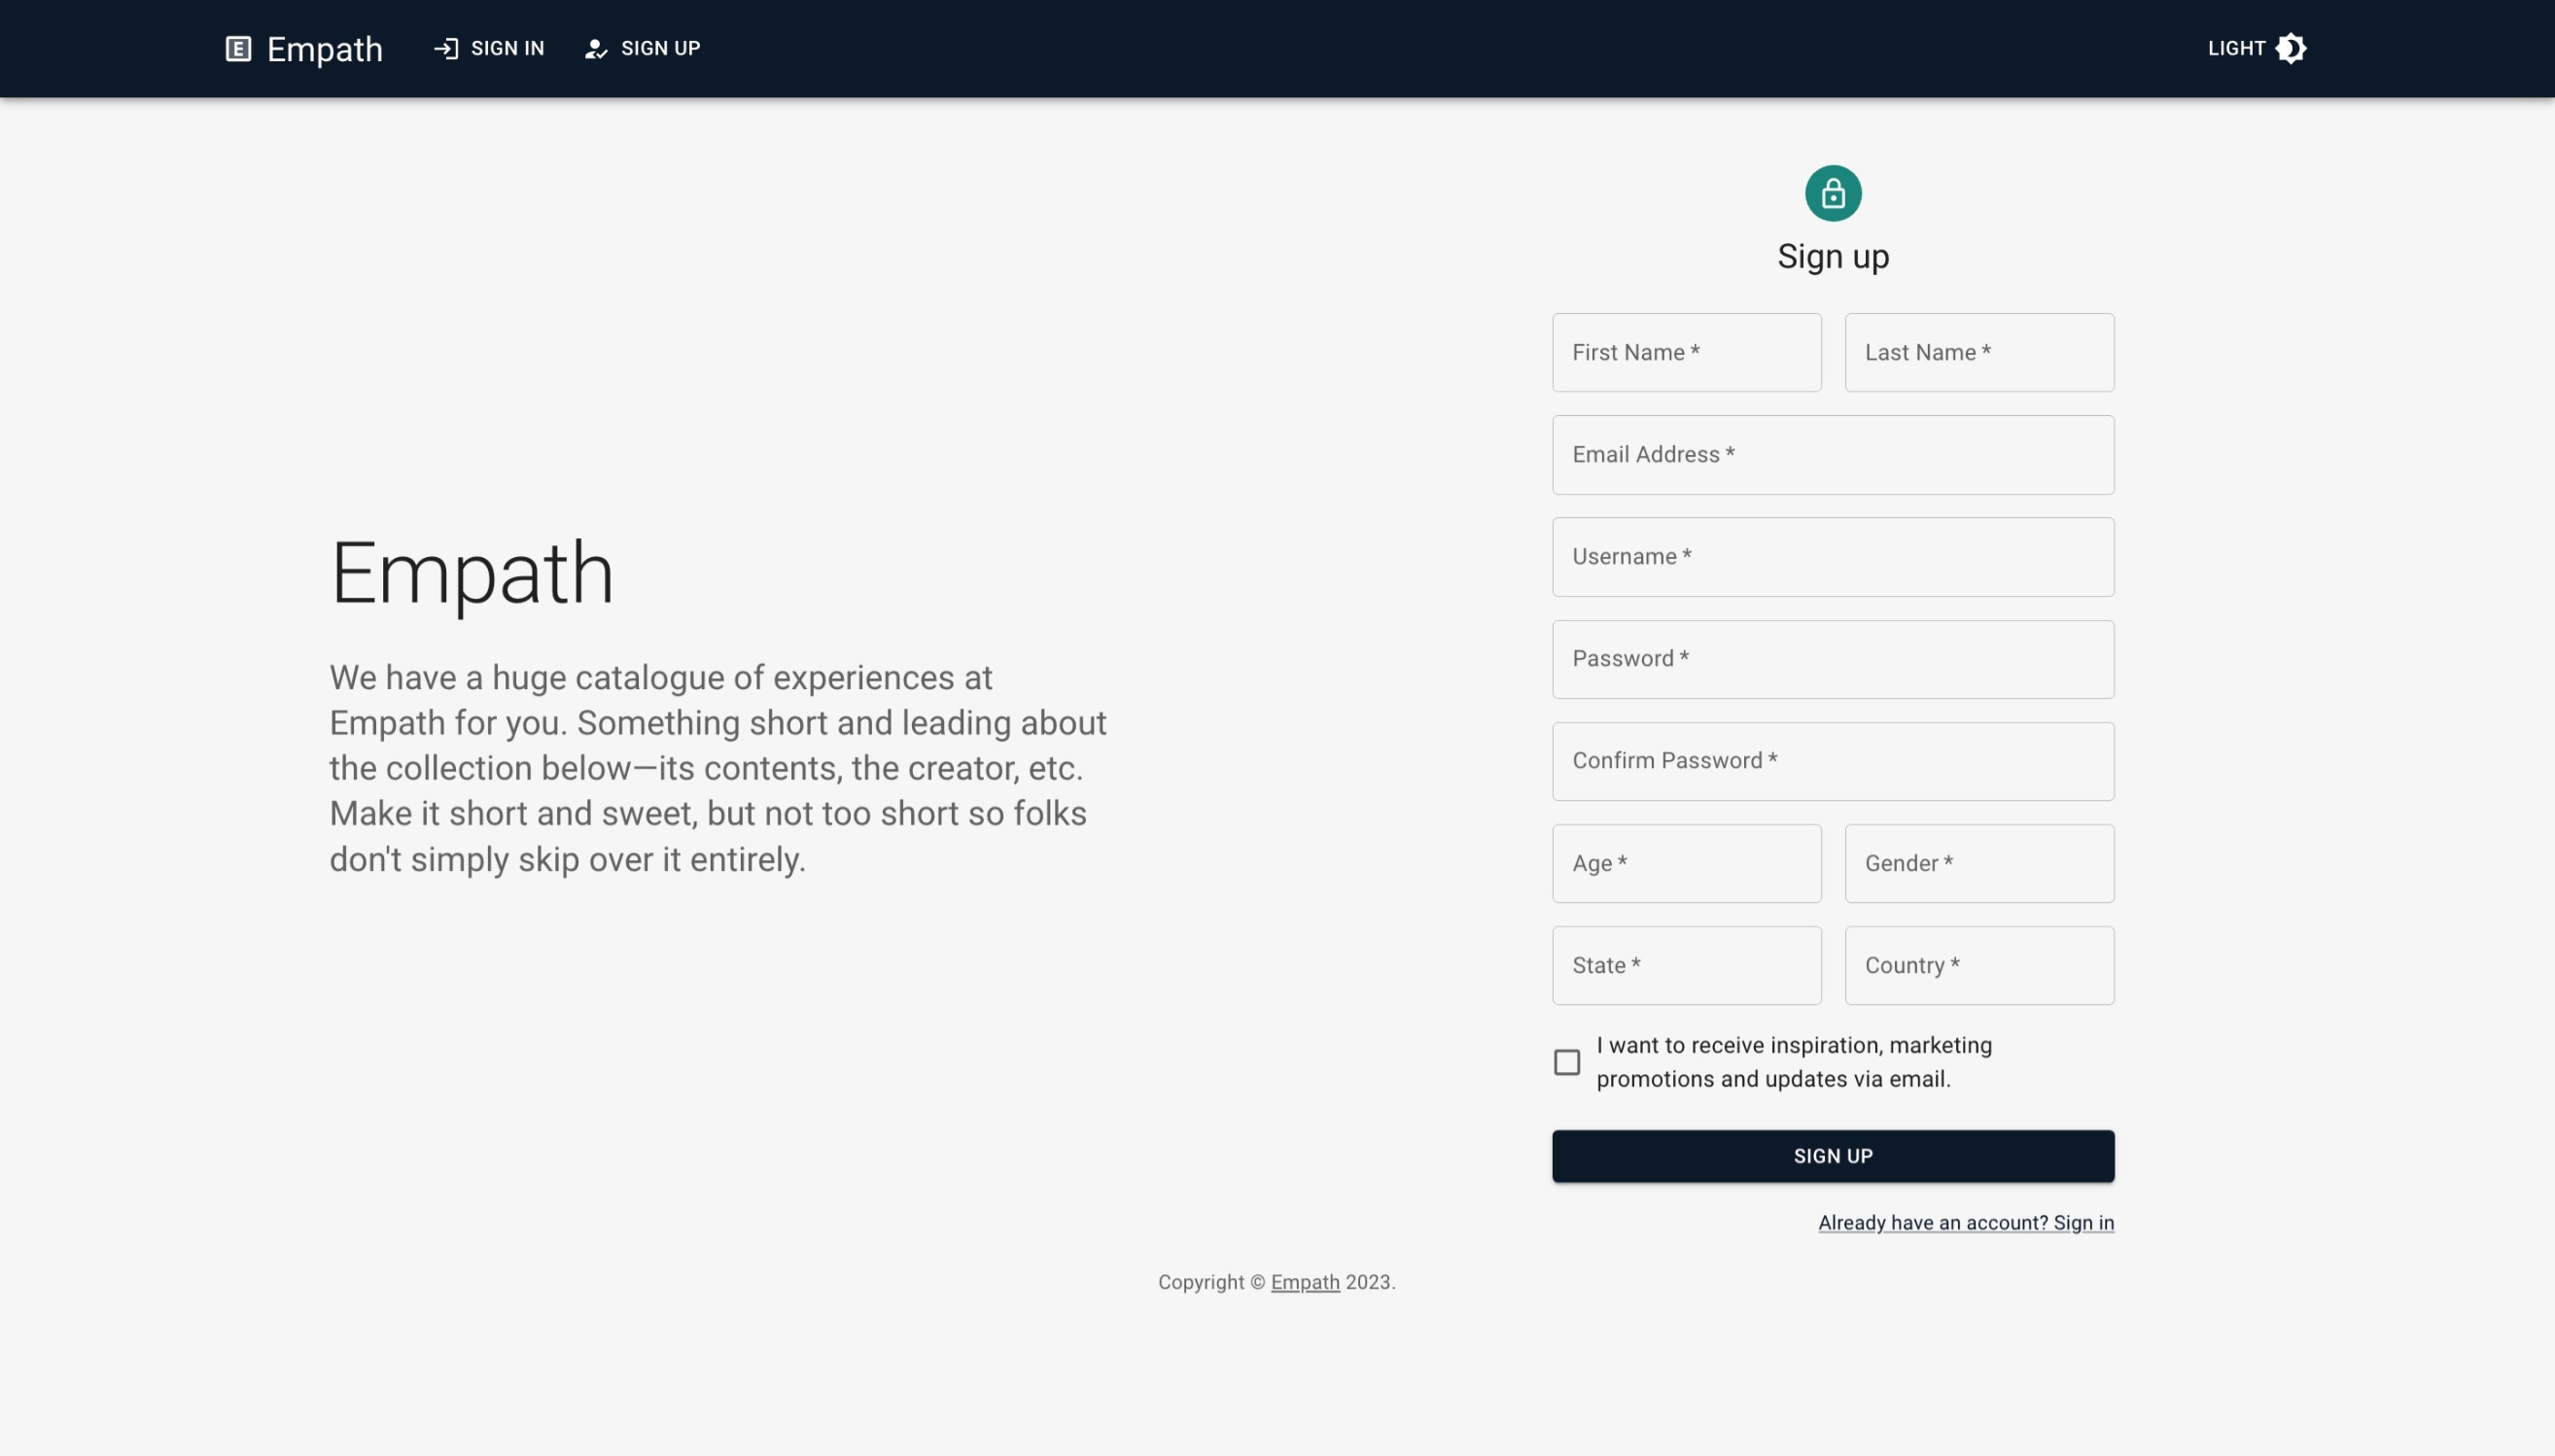 E Empath
SIGN IN
SIGN UP
LIGHT
Sign up
First Name *
Last Name *
Email Address *
Username *
Password *
Confirm Password *
Age *
Gender *
State *
Country *
I want to receive inspiration, marketing
promotions and updates via email.
SIGN UP
Already have an account? Sign in
Empath
We have a huge catalogue of experiences at
Empath for you. Something short and leading about
the collection below—its contents, the creator, etc.
Make it short and sweet, but not too short so folks
don't simply skip over it entirely.
Copyright © Empath 2023.